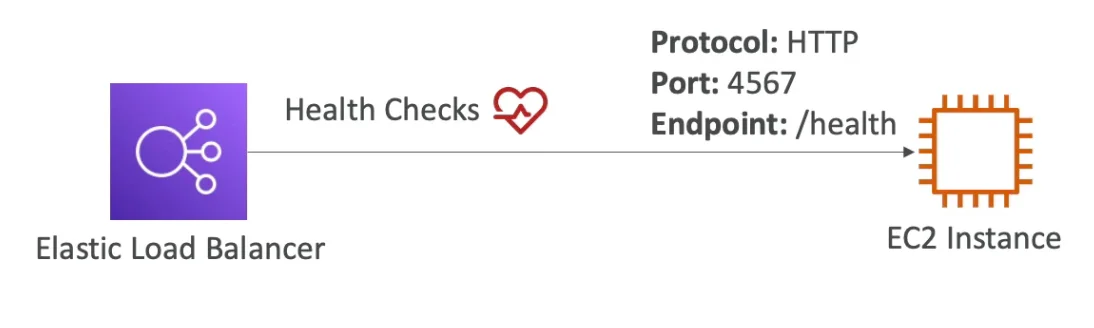 Protocol: HTTP
Port: 4567
Health Checks
Endpoint: /health
Elastic Load Balancer
EC2 Instance